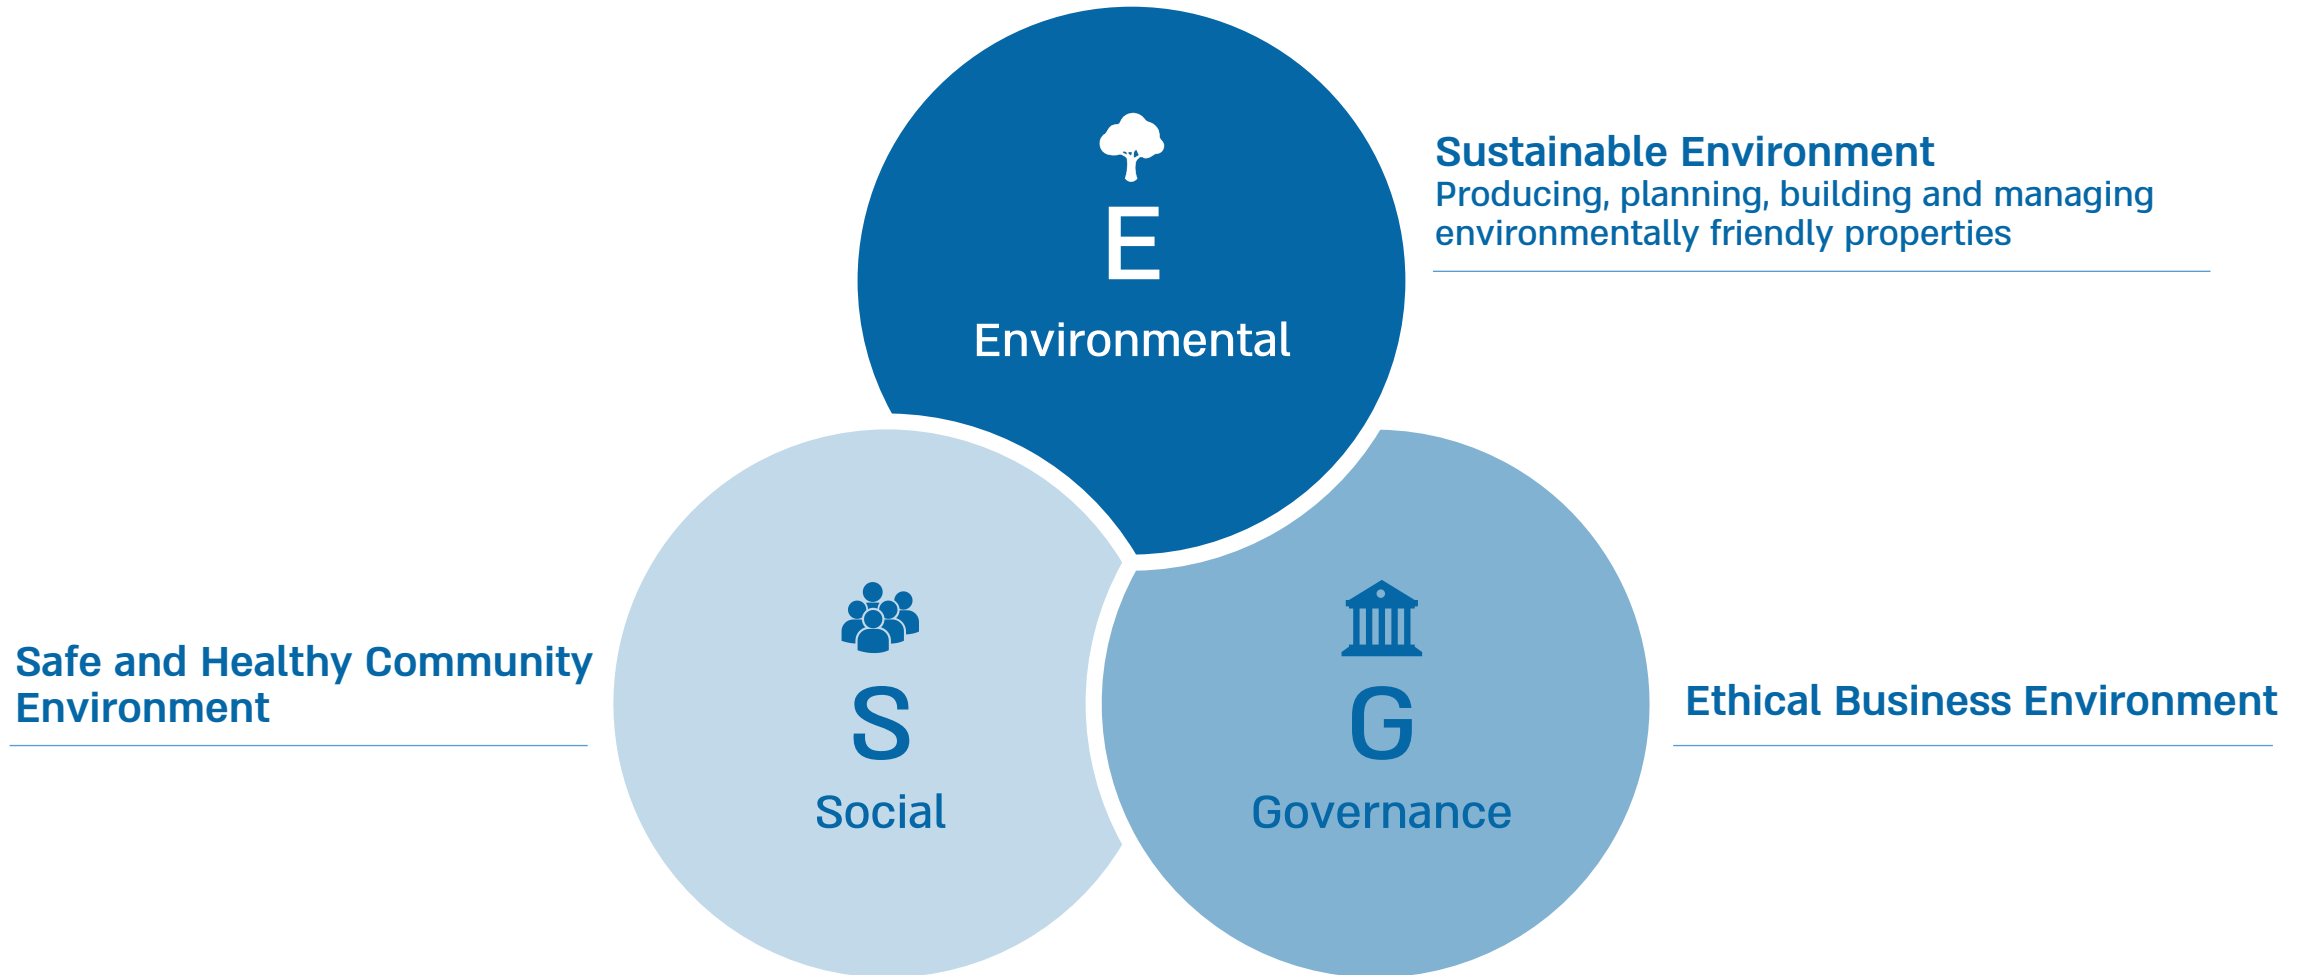 E
Environmental
Sustainable Environment
Producing, planning, building and managing
environmentally friendly properties
Safe and Healthy Community
Environment
S
Social
G
Governance
Ethical Business Environment